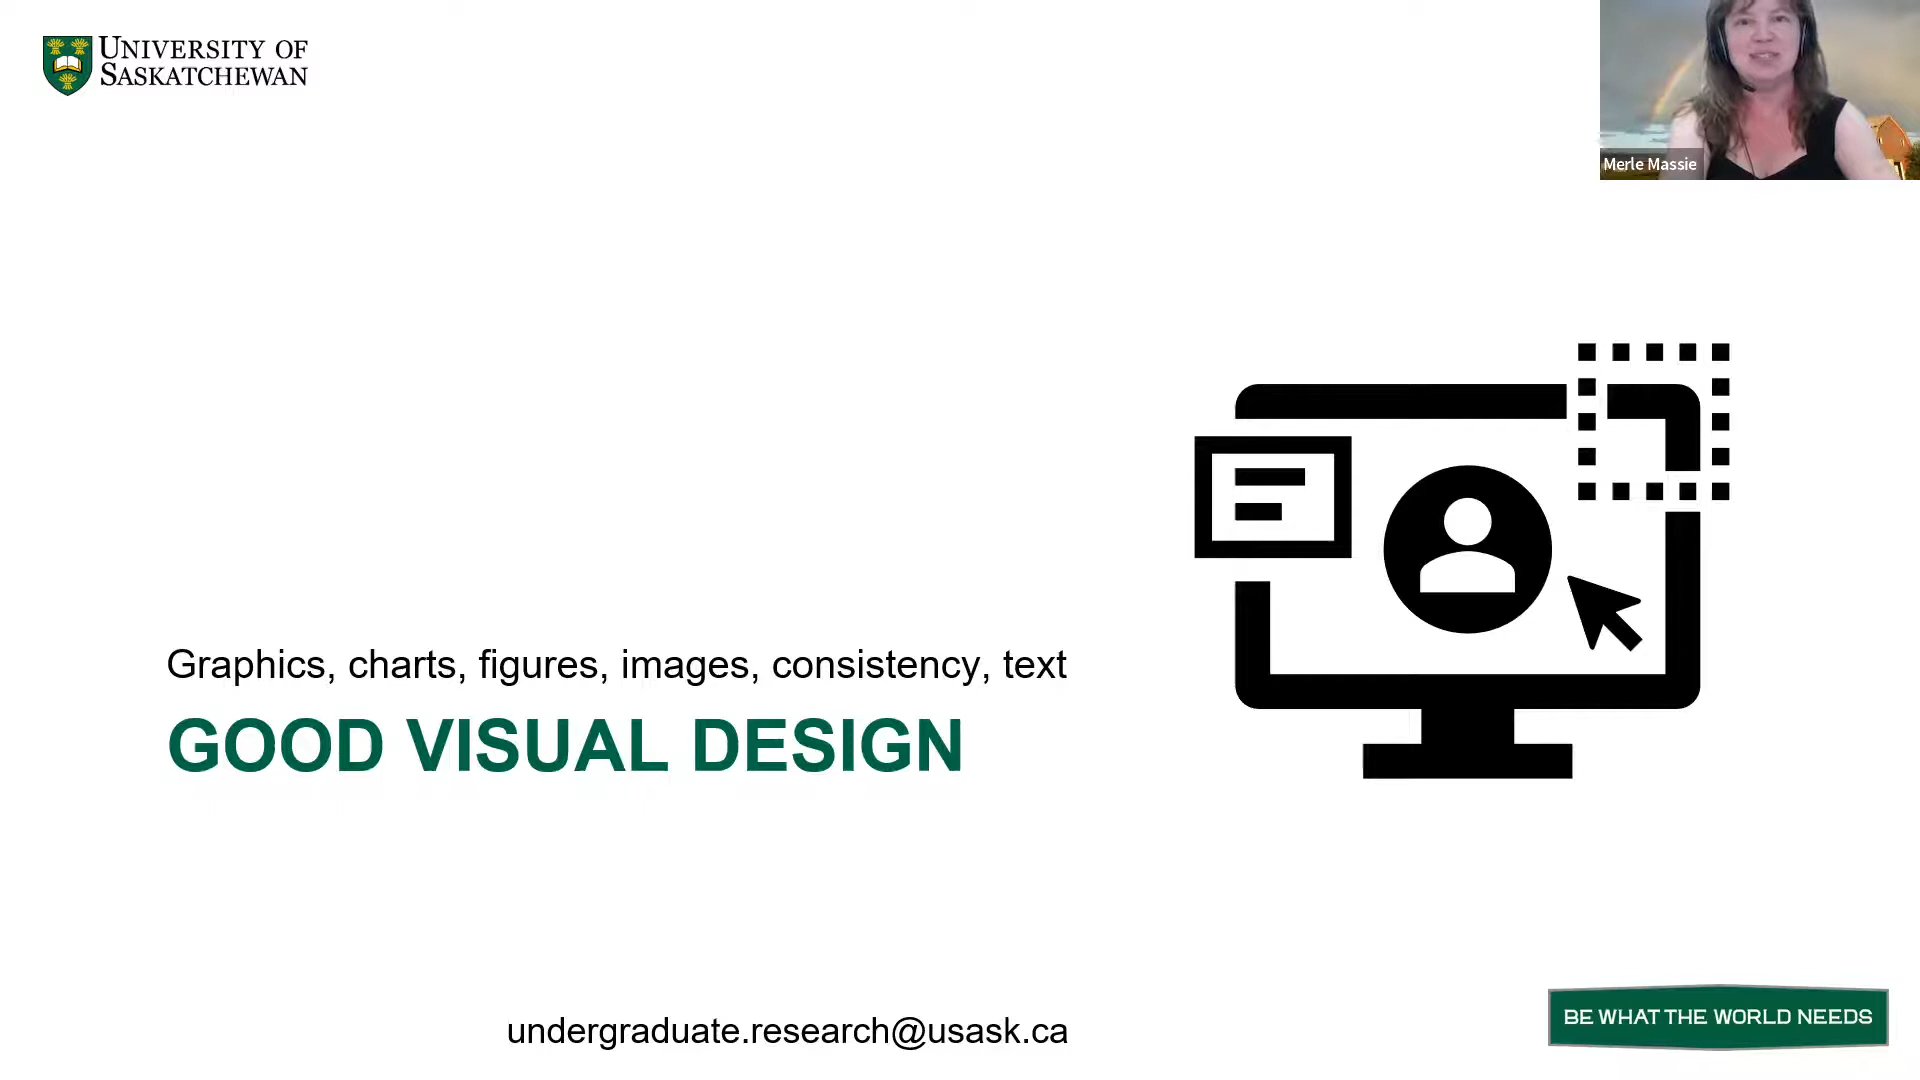 UNIVERSITY OF
SASKATCHEWAN
Merle Massie
Graphics, charts, figures, images, consistency, text
GOOD VISUAL DESIGN
undergraduate.research@usask.ca
BE WHAT THE WORLD NEEDS